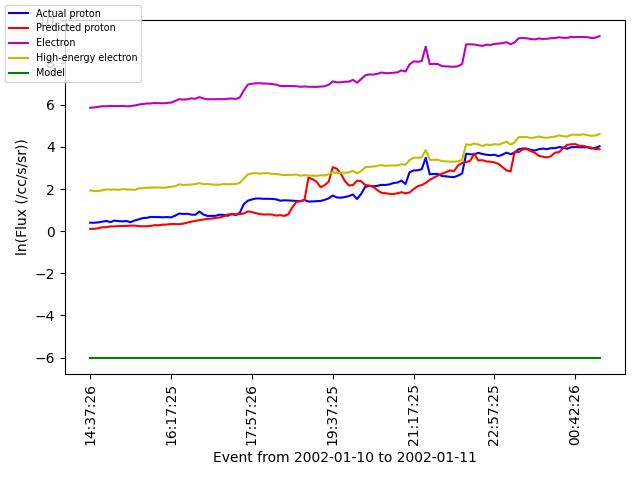 Actual proton
Predicted proton
Electron
High-energy electron
Model
6
4
2
0
−2
−4
−6
ln(Flux (/cc/s/sr))
14:37:26
16:17:25
17:57:26
19:37:25
21:17:25
22:57:25
00:42:26
Event from 2002-01-10 to 2002-01-11